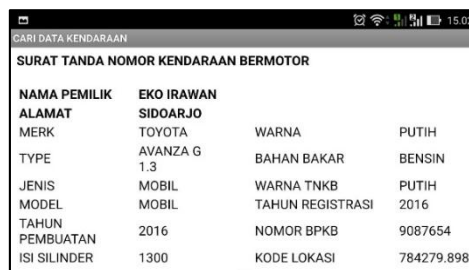 15.02
CARI DATA KENDARAAN
SURAT TANDA NOMOR KENDARAAN BERMOTOR
NAMA PEMILIK EKO IRAWAN
ALAMAT SIDOARJO
MERK TOYOTA WARNA PUTIH
TYPE AVANZA G 1.3 BAHAN BAKAR BENSIN
JENIS MOBIL WARNA TNKB PUTIH
MODEL MOBIL TAHUN REGISTRASI 2016
TAHUN PEMBUATAN 2016 NOMOR BPKB 9087654
ISI SILINDER 1300 KODE LOKASI 784279.898